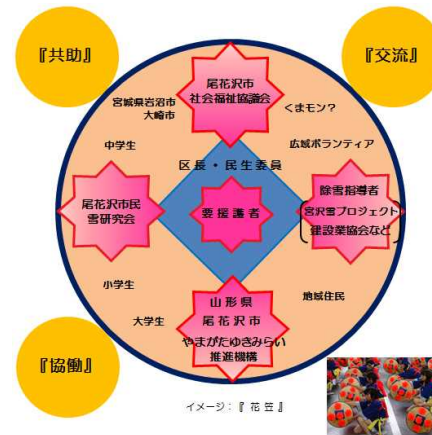 『共助』
『交流』
尾花沢市
社会福祉協議会
宮城県岩沼市
大崎市
くまモン?
中学生
広域ボランティア
区長・民生委員
尾花沢市民
雪研究会
要援護者
除雪指導者
宮沢雪プロジェクト
建設業協会など
小学生
大学生
山形県
尾花沢市
やまがたゆきみらい
推進機構
地域住民
『協働』
イメージ:『花笠』